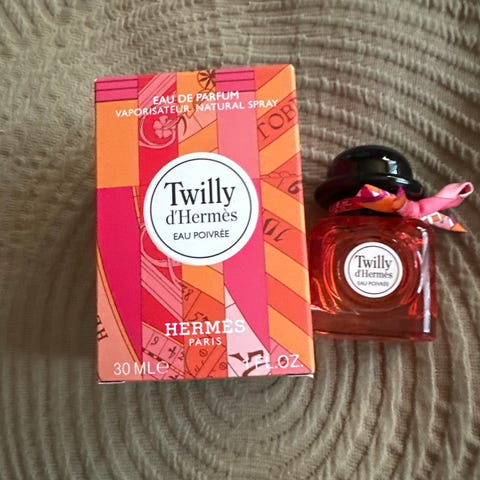 EAU DE PARFUM
VAPORISATEUR NATURAL SPRAY
Twilly
d'Hermès
EAU POIVRÉE
HERMÈS
PARIS
30 ML℮ 1 FL.OZ.
Twilly
d'Hermès
EAU POIVRÉE